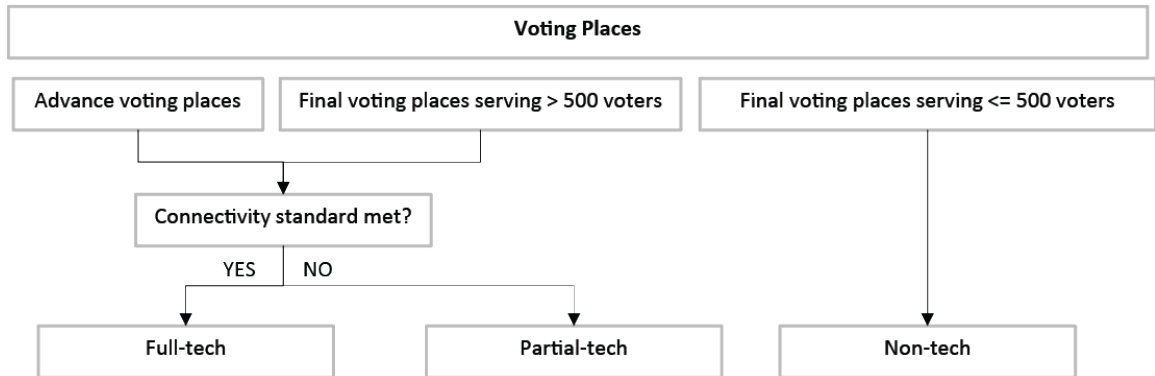 Voting Places
Advance voting places
Final voting places serving > 500 voters
Final voting places serving <= 500 voters
Connectivity standard met?
YES
NO
Full-tech
Partial-tech
Non-tech